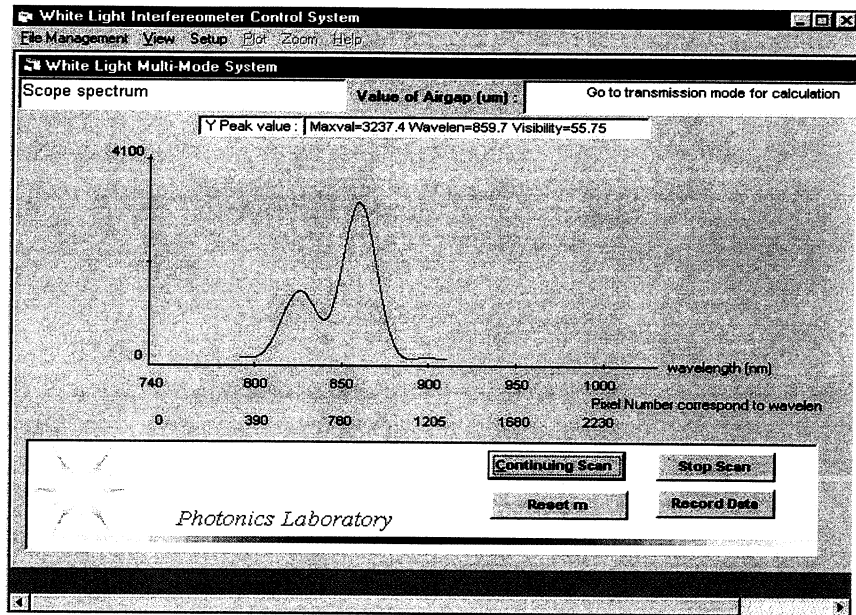 White Light Interfereometer Control System
File Management View Setup Plot Zoom Help
White Light Multi-Mode System
Scope spectrum
Value of Airgap (um) :
Go to transmission mode for calculation
Y Peak value : Maxval=3237.4 Wavelen=859.7 Visibility=55.75
4100
0
wavelength (nm)
740 800 850 900 950 1000
Pixel Number correspond to wavelen
0 390 780 1205 1680 2230
Continuing Scan Stop Scan
Reset m Record Data
Photonics Laboratory